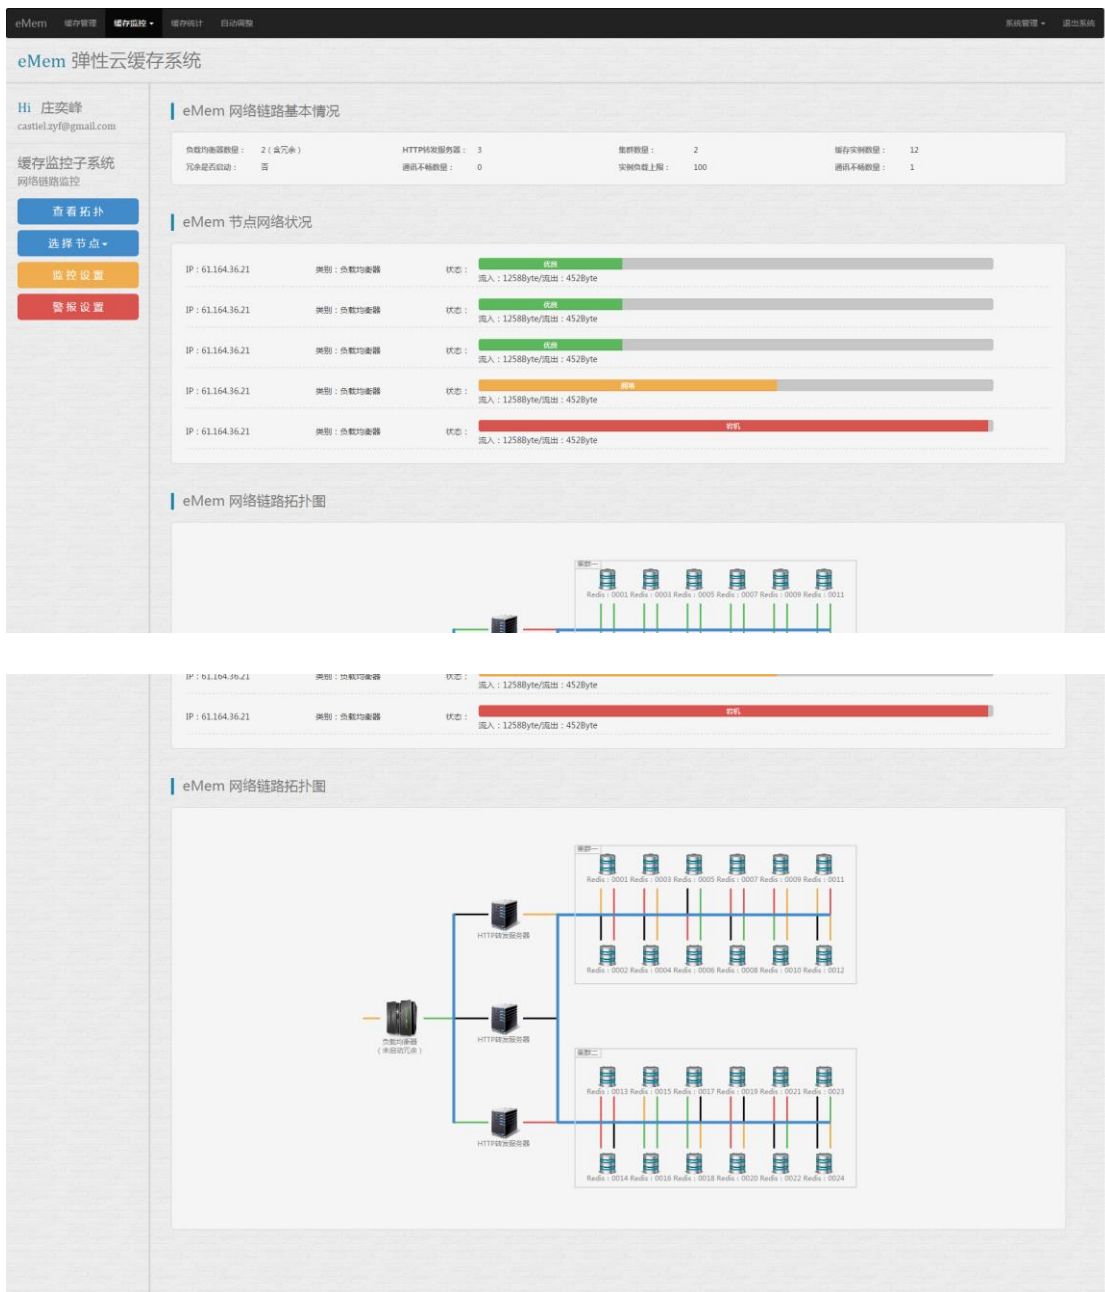 eMem 缓存管理 缓存监控 缓存统计 自动调整 系统管理 退出系统
eMem 弹性云缓存系统
Hi 庄奕峰
castiel.zyf@gmail.com
缓存监控子系统
网络链路监控
查看拓扑
选择节点
监控设置
警报设置
eMem 网络链路基本情况
负载均衡器数量： 2（含冗余） HTTP转发服务器： 3 集群数量： 2 缓存实例数量： 12
冗余是否启动： 否 通讯不畅数量： 0 实例负载上限： 100 通讯不畅数量： 1
eMem 节点网络状况
IP：61.164.36.21 类别：负载均衡器 状态： 优良
流入：1258Byte/流出：452Byte
IP：61.164.36.21 类别：负载均衡器 状态： 优良
流入：1258Byte/流出：452Byte
IP：61.164.36.21 类别：负载均衡器 状态： 优良
流入：1258Byte/流出：452Byte
IP：61.164.36.21 类别：负载均衡器 状态：
流入：1258Byte/流出：452Byte
IP：61.164.36.21 类别：负载均衡器 状态： 宕机
流入：1258Byte/流出：452Byte
eMem 网络链路拓扑图
集群一
Redis：0001 Redis：0003 Redis：0005 Redis：0007 Redis：0009 Redis：0011
IP：61.164.36.21 类别：负载均衡器 状态：
流入：1258Byte/流出：452Byte
IP：61.164.36.21 类别：负载均衡器 状态： 宕机
流入：1258Byte/流出：452Byte
eMem 网络链路拓扑图
集群一
Redis：0001 Redis：0003 Redis：0005 Redis：0007 Redis：0009 Redis：0011
HTTP转发服务器
Redis：0002 Redis：0004 Redis：0006 Redis：0008 Redis：0010 Redis：0012
HTTP转发服务器
负载均衡器
（未启动冗余）
集群二
Redis：0013 Redis：0015 Redis：0017 Redis：0019 Redis：0021 Redis：0023
HTTP转发服务器
Redis：0014 Redis：0016 Redis：0018 Redis：0020 Redis：0022 Redis：0024